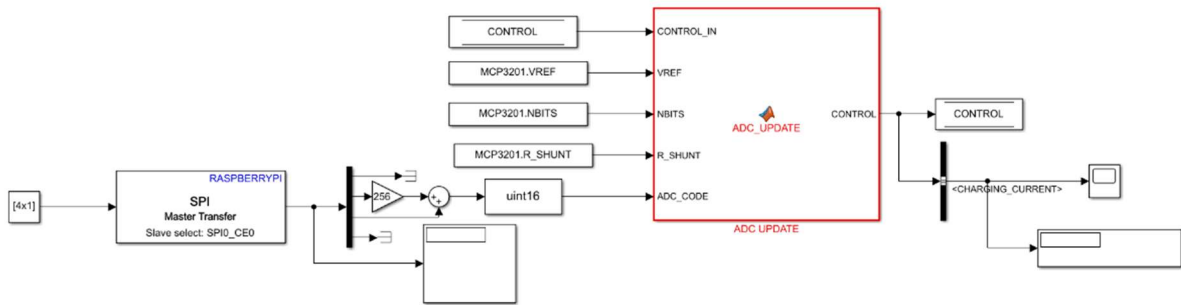 CONTROL
CONTROL_IN
MCP3201.VREF
VREF
MCP3201.NBITS
NBITS
ADC_UPDATE
CONTROL
CONTROL
MCP3201.R_SHUNT
R_SHUNT
RASPBERRYPI
SPI
Master Transfer
Slave select: SPI0_CE0
[4x1]
256
+
+
uint16
ADC_CODE
<CHARGING_CURRENT>
ADC UPDATE